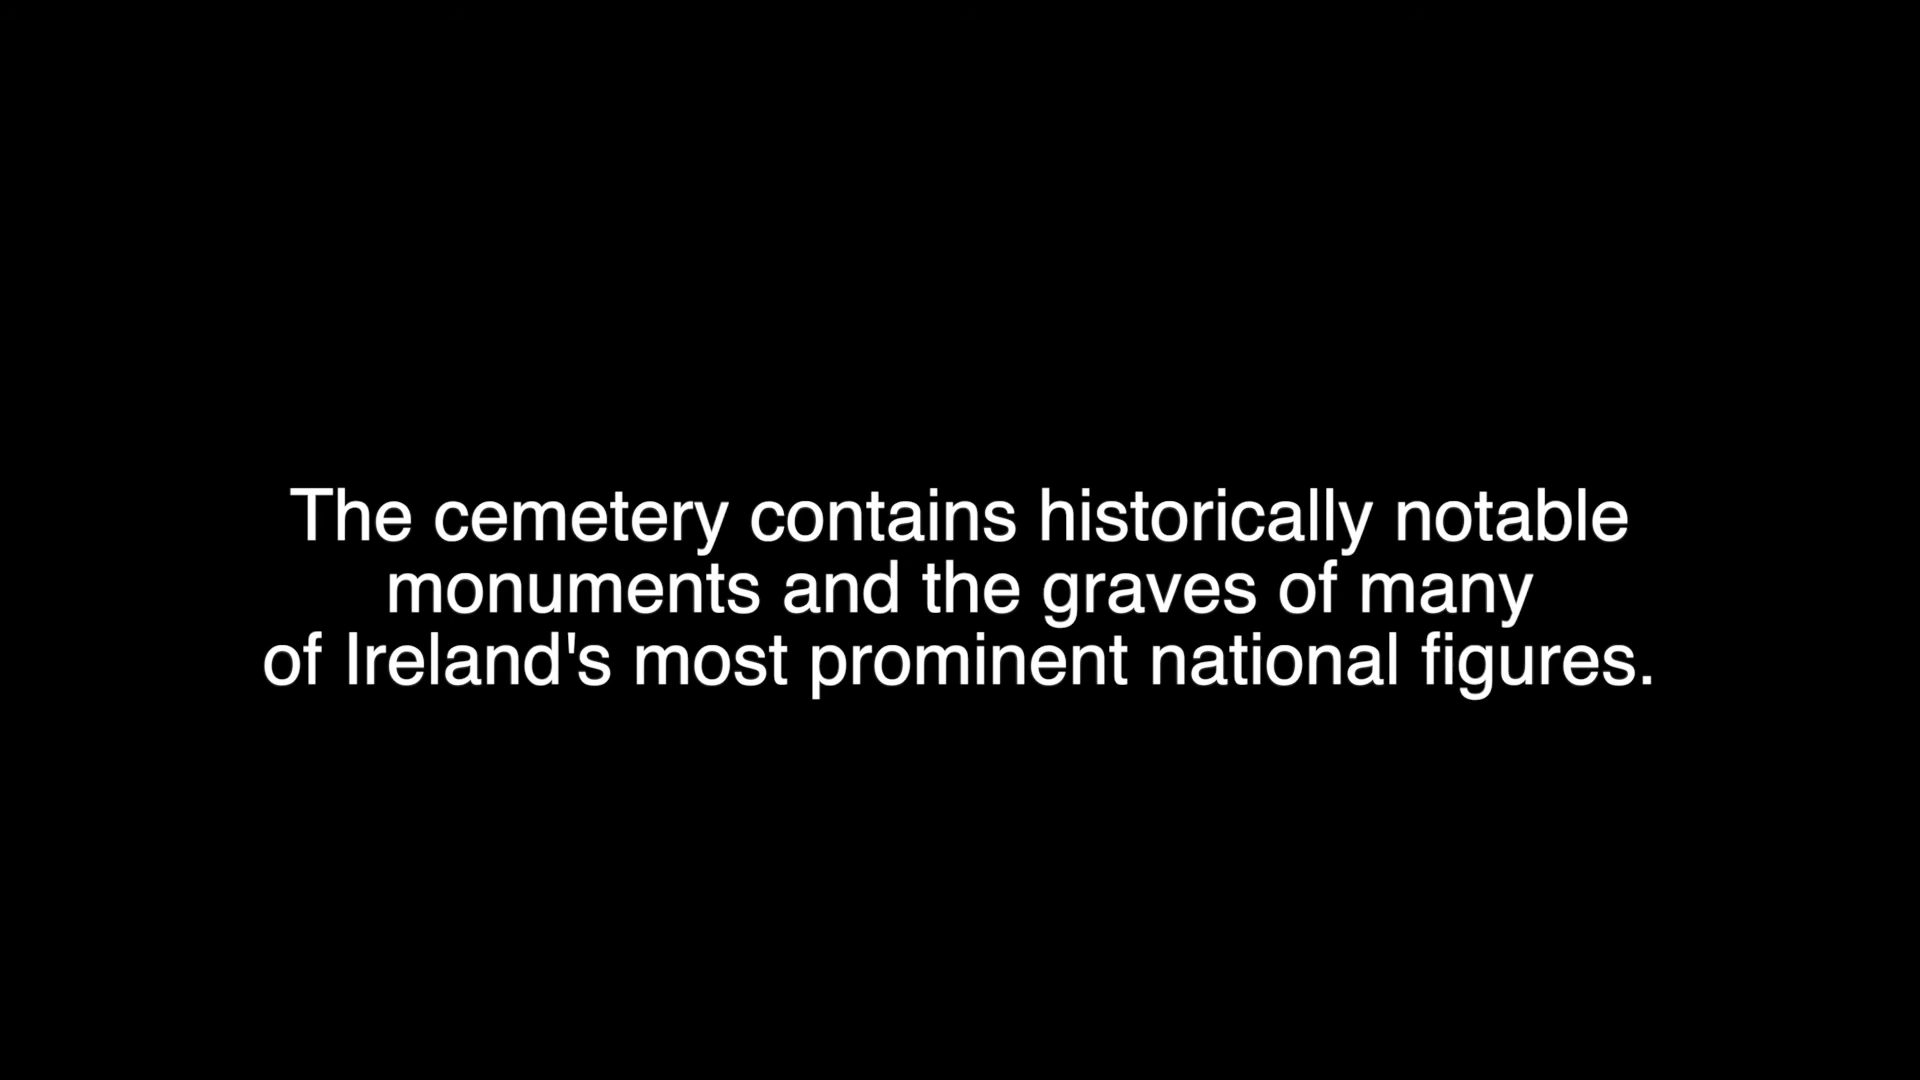 The cemetery contains historically notable
monuments and the graves of many
of Ireland's most prominent national figures.